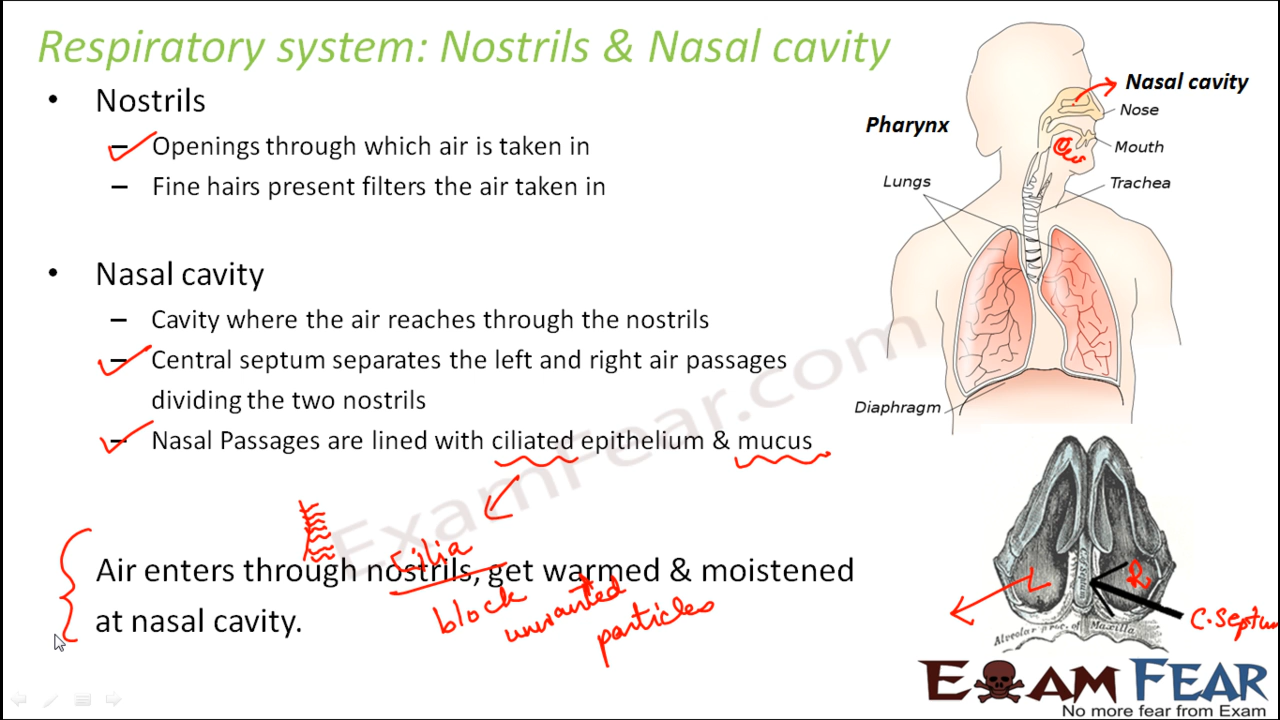 Respiratory system: Nostrils & Nasal cavity
• Nostrils
– Openings through which air is taken in
– Fine hairs present filters the air taken in
• Nasal cavity
– Cavity where the air reaches through the nostrils
– Central septum separates the left and right air passages
dividing the two nostrils
– Nasal Passages are lined with ciliated epithelium & mucus
Cilia
Air enters through nostrils, get warmed & moistened
at nasal cavity.
block
unwanted
particles
Nasal cavity
Nose
Pharynx
Mouth
Lungs
Trachea
Diaphragm
L
R
C. Septum
Alveolar proc. of Maxilla
ExamFear.com
EXAM FEAR
No more fear from Exam